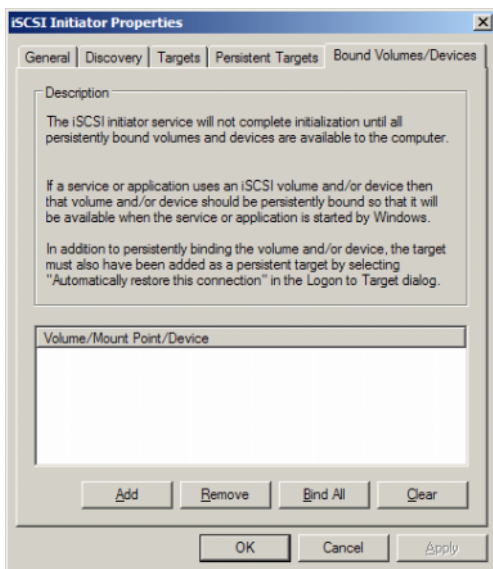 iSCSI Initiator Properties
General Discovery Targets Persistent Targets Bound Volumes/Devices
Description
The iSCSI initiator service will not complete initialization until all
persistently bound volumes and devices are available to the computer.
If a service or application uses an iSCSI volume and/or device then
that volume and/or device should be persistently bound so that it will
be available when the service or application is started by Windows.
In addition to persistently binding the volume and/or device, the target
must also have been added as a persistent target by selecting
"Automatically restore this connection" in the Logon to Target dialog.
Volume/Mount Point/Device
Add Remove Bind All Clear
OK Cancel Apply